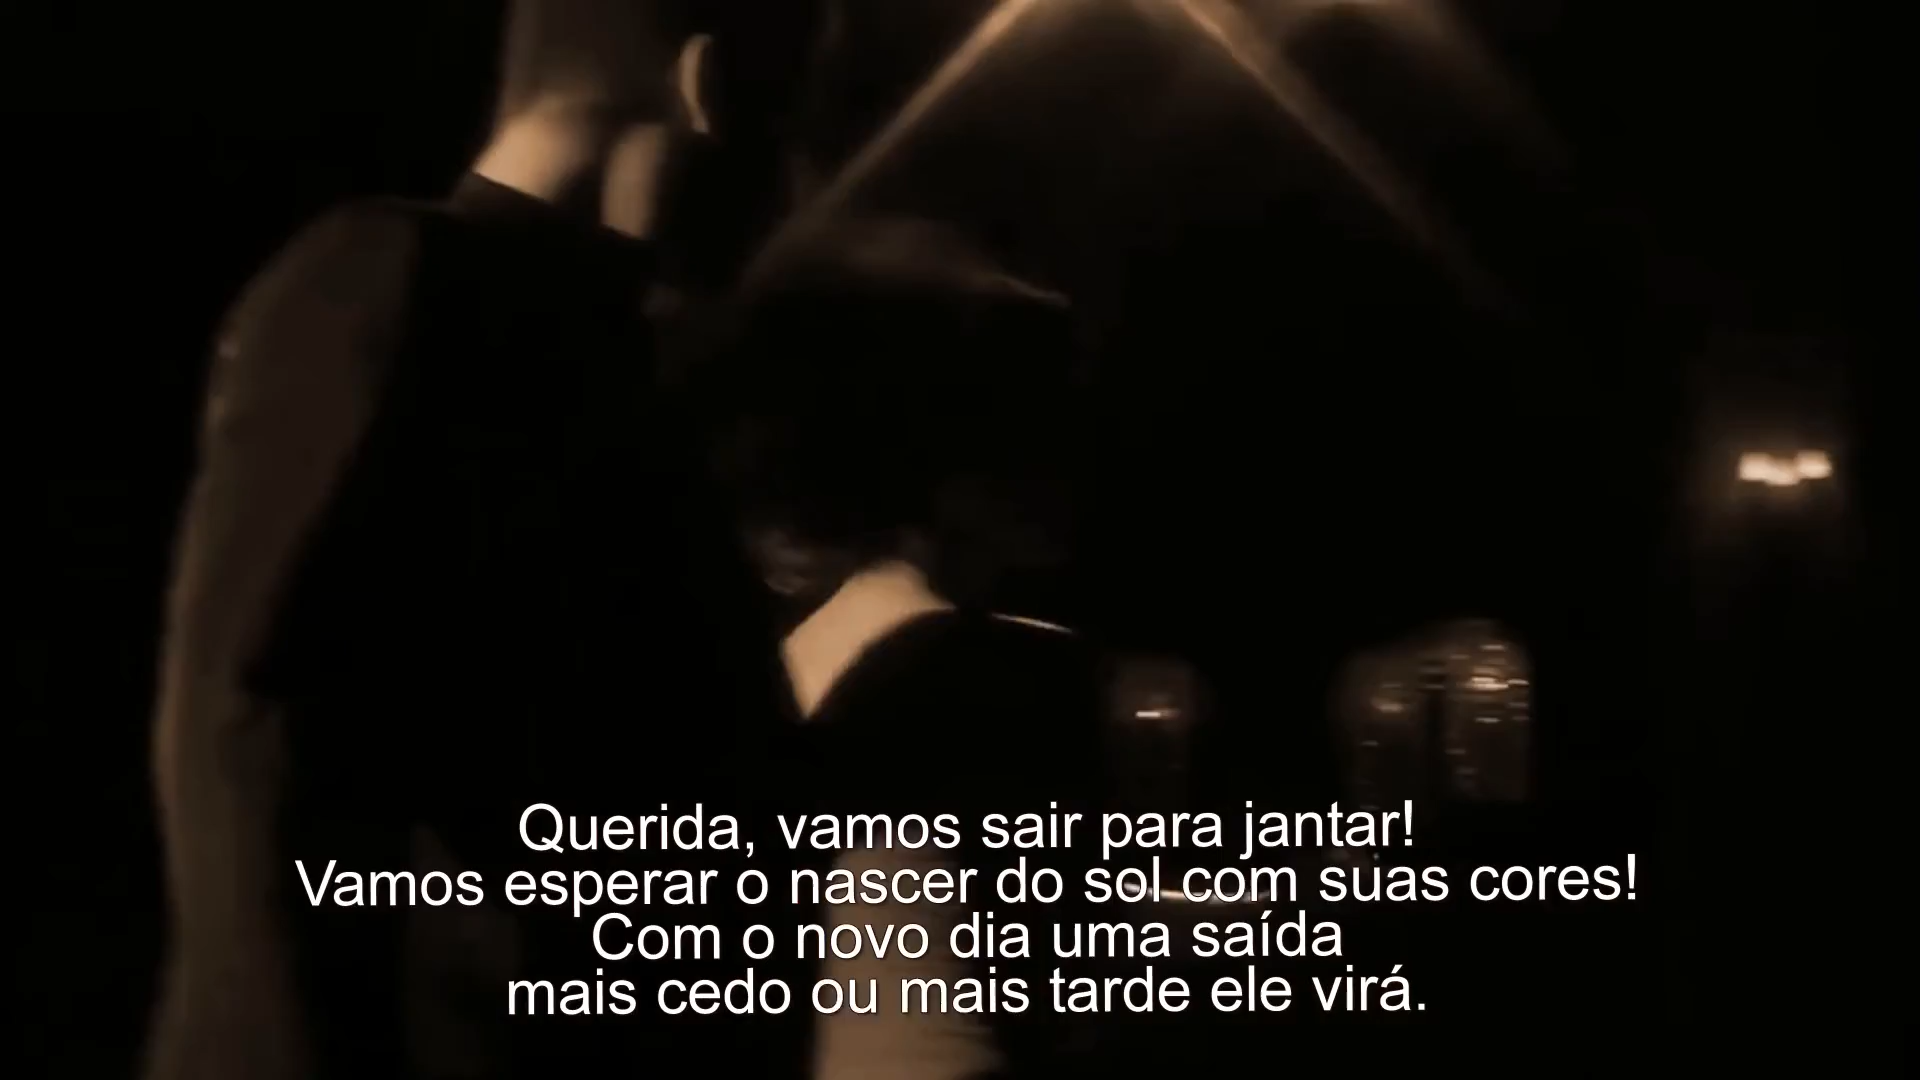 Querida, vamos sair para jantar!
Vamos esperar o nascer do sol com suas cores!
Com o novo dia uma saída
mais cedo ou mais tarde ele virá.